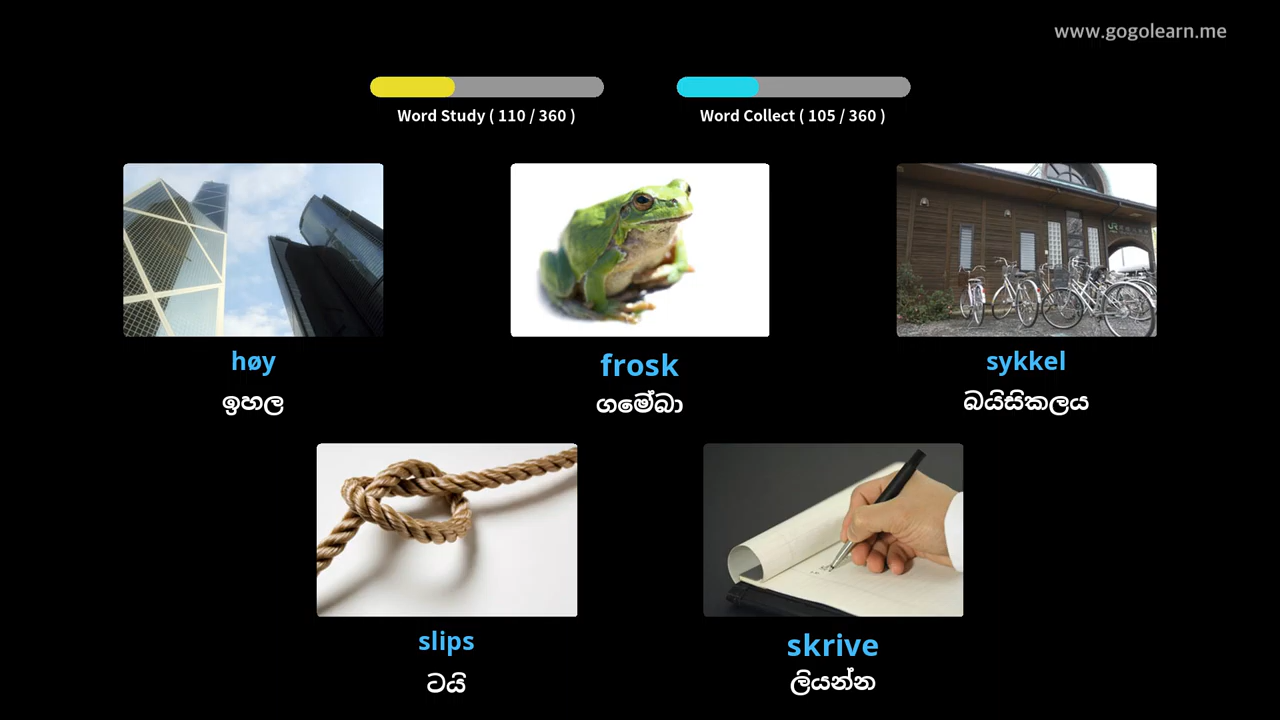 www.gogolearn.me
Word Study ( 110 / 360 )
Word Collect ( 105 / 360 )
høy
ඉහල
frosk
ගමේබා
sykkel
බයිසිකලය
slips
ටයි
skrive
ලියන්න